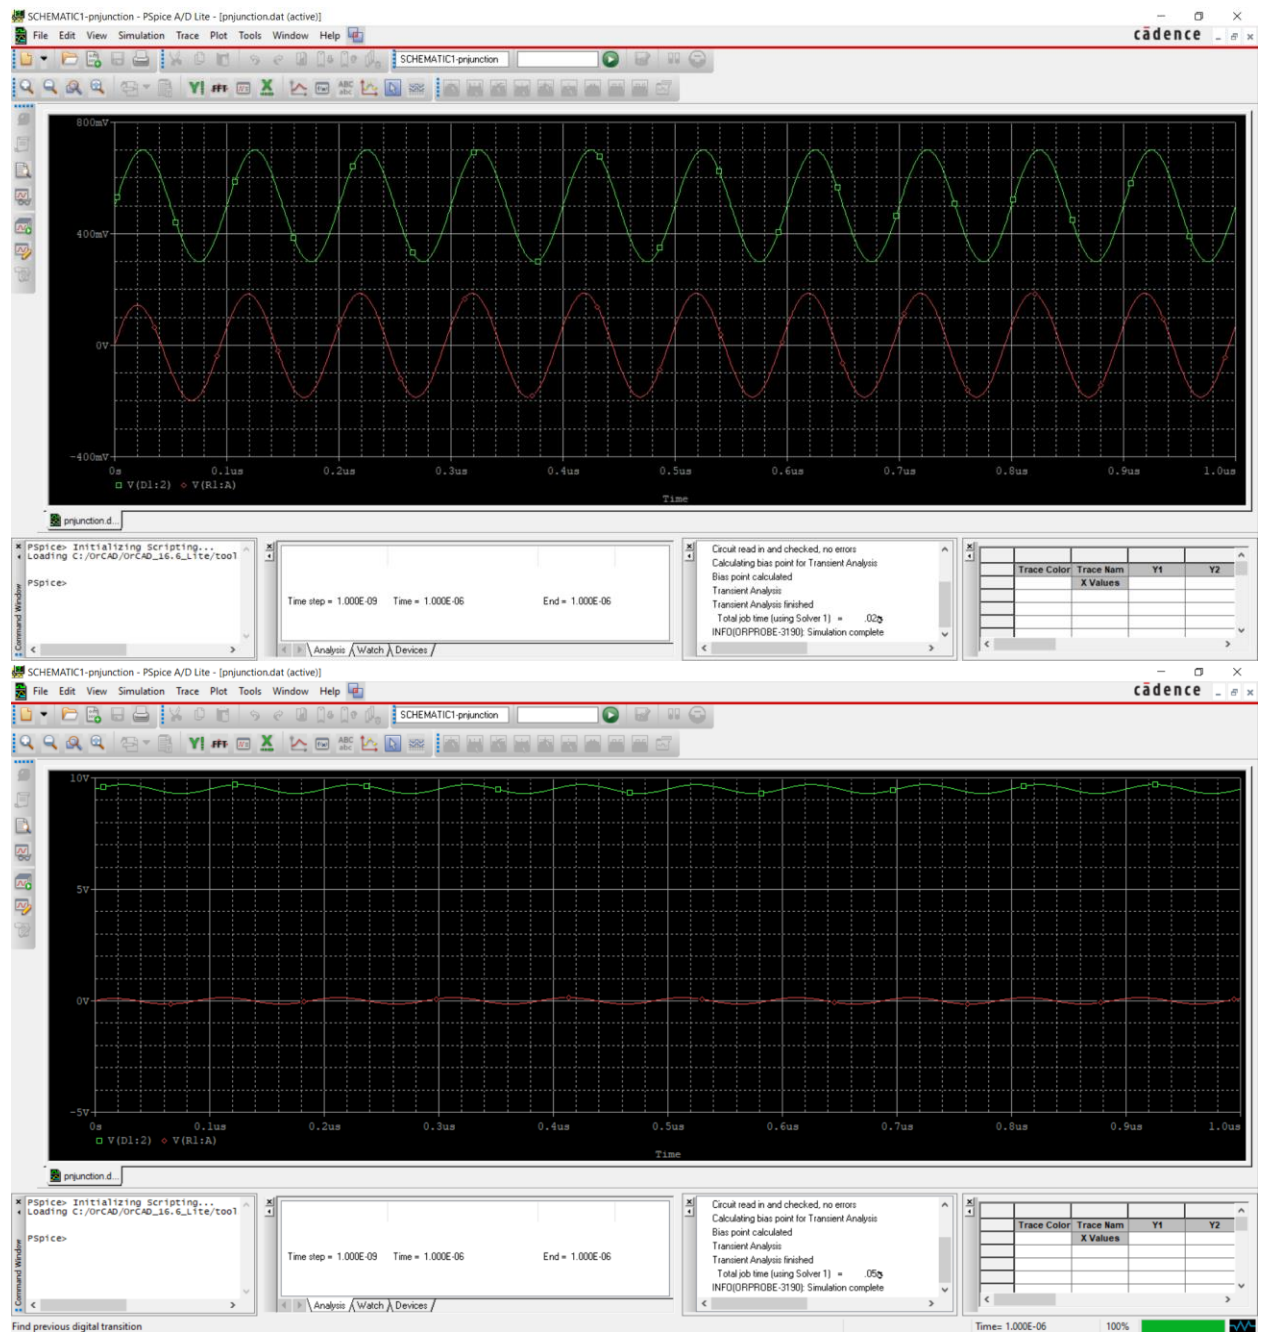 SCHEMATIC1-pnjunction - PSpice A/D Lite - [pnjunction.dat (active)]
File Edit View Simulation Trace Plot Tools Window Help
cādence
SCHEMATIC1-pnjunction
800mV
400mV
0V
-400mV
0s 0.1us 0.2us 0.3us 0.4us 0.5us 0.6us 0.7us 0.8us 0.9us 1.0us
V(D1:2) V(R1:A)
Time
pnjunction.d...
Command Window
PSpice> Initializing Scripting...
Loading C:/OrCAD/OrCAD_16.6_Lite/tool
PSpice>
Time step = 1.000E-09 Time = 1.000E-06 End = 1.000E-06
Analysis Watch Devices
Circuit read in and checked, no errors
Calculating bias point for Transient Analysis
Bias point calculated
Transient Analysis
Transient Analysis finished
Total job time (using Solver 1) = .02
INFO(ORPROBE-3190): Simulation complete
Trace Color Trace Nam Y1 Y2
X Values
SCHEMATIC1-pnjunction - PSpice A/D Lite - [pnjunction.dat (active)]
File Edit View Simulation Trace Plot Tools Window Help
cādence
SCHEMATIC1-pnjunction
10V
5V
0V
-5V
0s 0.1us 0.2us 0.3us 0.4us 0.5us 0.6us 0.7us 0.8us 0.9us 1.0us
V(D1:2) V(R1:A)
Time
pnjunction.d...
Command Window
PSpice> Initializing Scripting...
Loading C:/OrCAD/OrCAD_16.6_Lite/tool
PSpice>
Time step = 1.000E-09 Time = 1.000E-06 End = 1.000E-06
Analysis Watch Devices
Circuit read in and checked, no errors
Calculating bias point for Transient Analysis
Bias point calculated
Transient Analysis
Transient Analysis finished
Total job time (using Solver 1) = .05
INFO(ORPROBE-3190): Simulation complete
Trace Color Trace Nam Y1 Y2
X Values
Find previous digital transition Time= 1.000E-06 100%